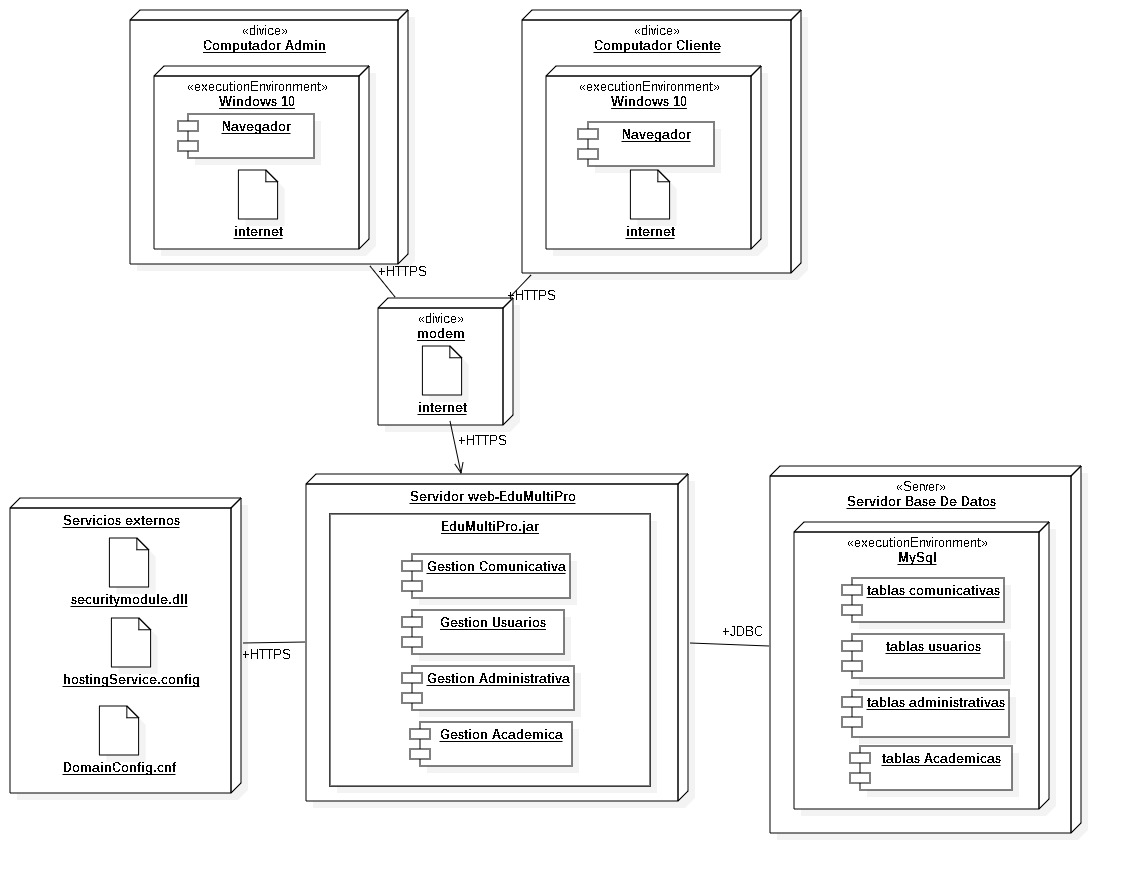 «divice»
Computador Admin
«executionEnvironment»
Windows 10
Navegador
internet
«divice»
Computador Cliente
«executionEnvironment»
Windows 10
Navegador
internet
+HTTPS
+HTTPS
«divice»
modem
internet
+HTTPS
Servicios externos
securitymodule.dll
hostingService.config
DomainConfig.cnf
+HTTPS
Servidor web-EduMultiPro
EduMultiPro.jar
Gestion Comunicativa
Gestion Usuarios
Gestion Administrativa
Gestion Academica
+JDBC
«Server»
Servidor Base De Datos
«executionEnvironment»
MySql
tablas comunicativas
tablas usuarios
tablas administrativas
tablas Academicas